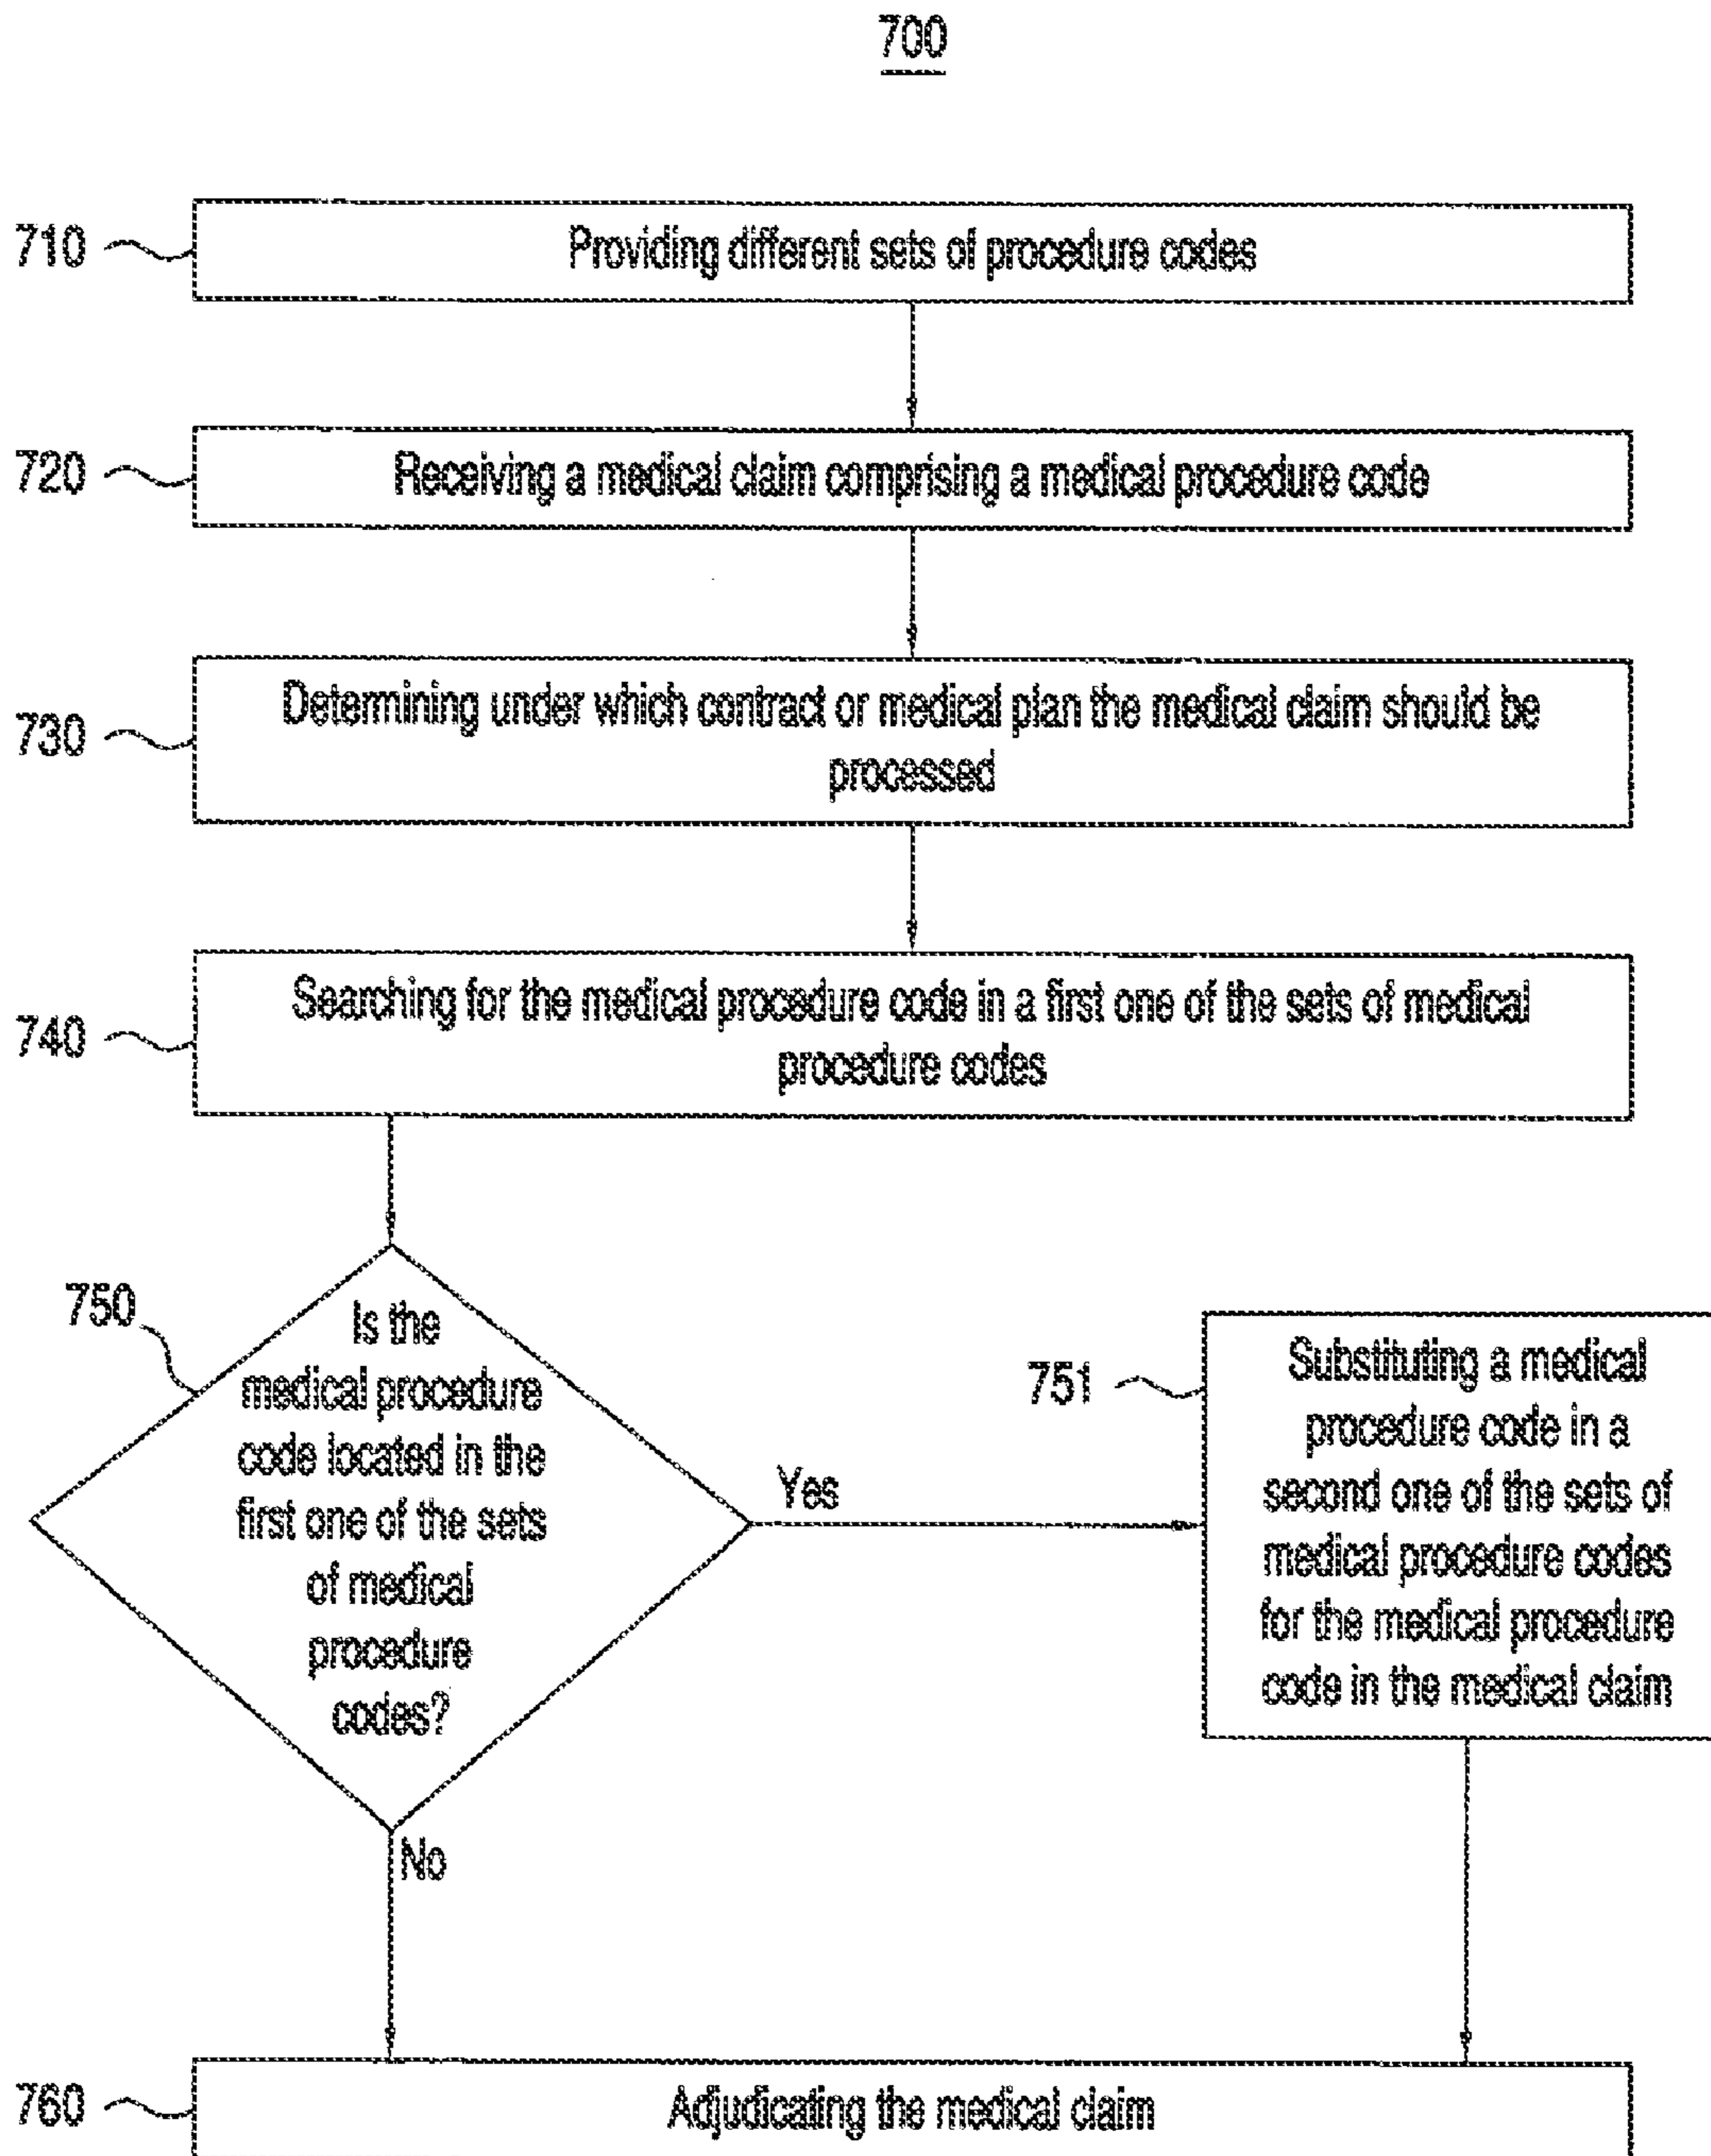 700
710
Providing different sets of procedure codes
720
Receiving a medical claim comprising a medical procedure code
730
Determining under which contract or medical plan the medical claim should be
processed
740
Searching for the medical procedure code in a first one of the sets of medical
procedure codes
750
Is the
medical procedure
code located in the
first one of the sets
of medical
procedure
codes?
Yes
No
751
Substituting a medical
procedure code in a
second one of the sets of
medical procedure codes
for the medical procedure
code in the medical claim
760
Adjudicating the medical claim